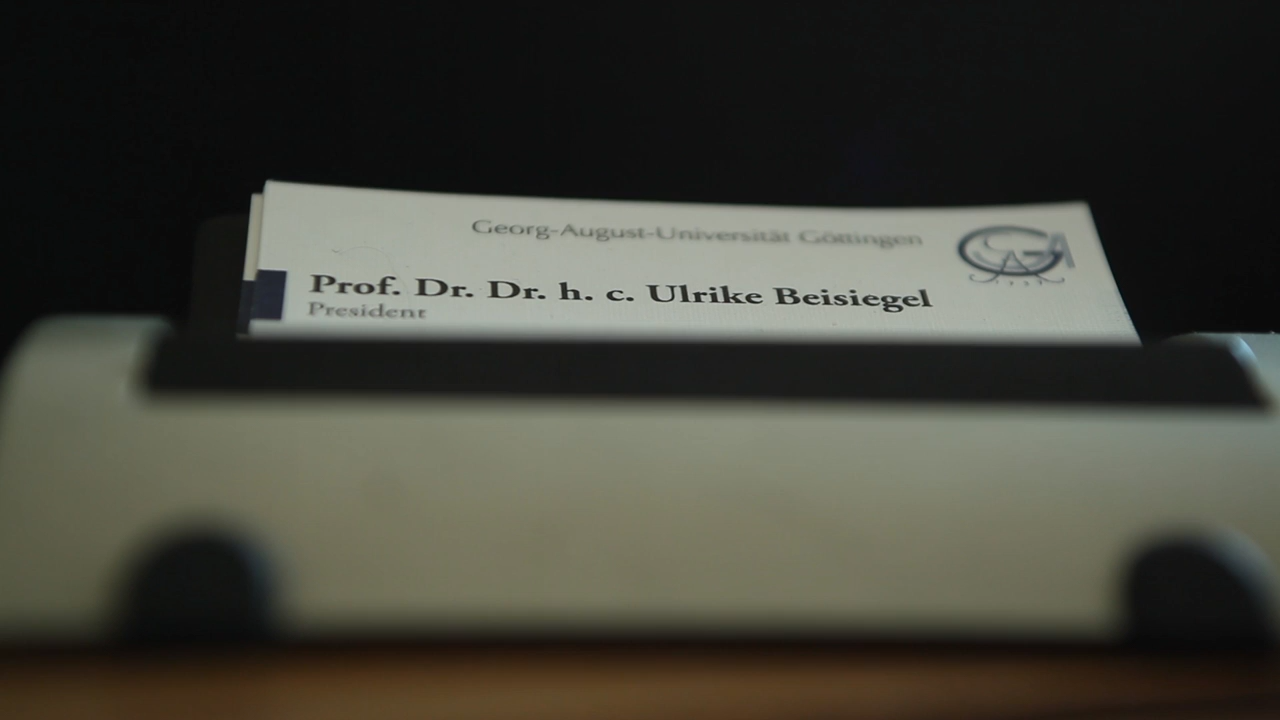 Georg-August-Universität Göttingen
Prof. Dr. Dr. h. c. Ulrike Beisiegel
President